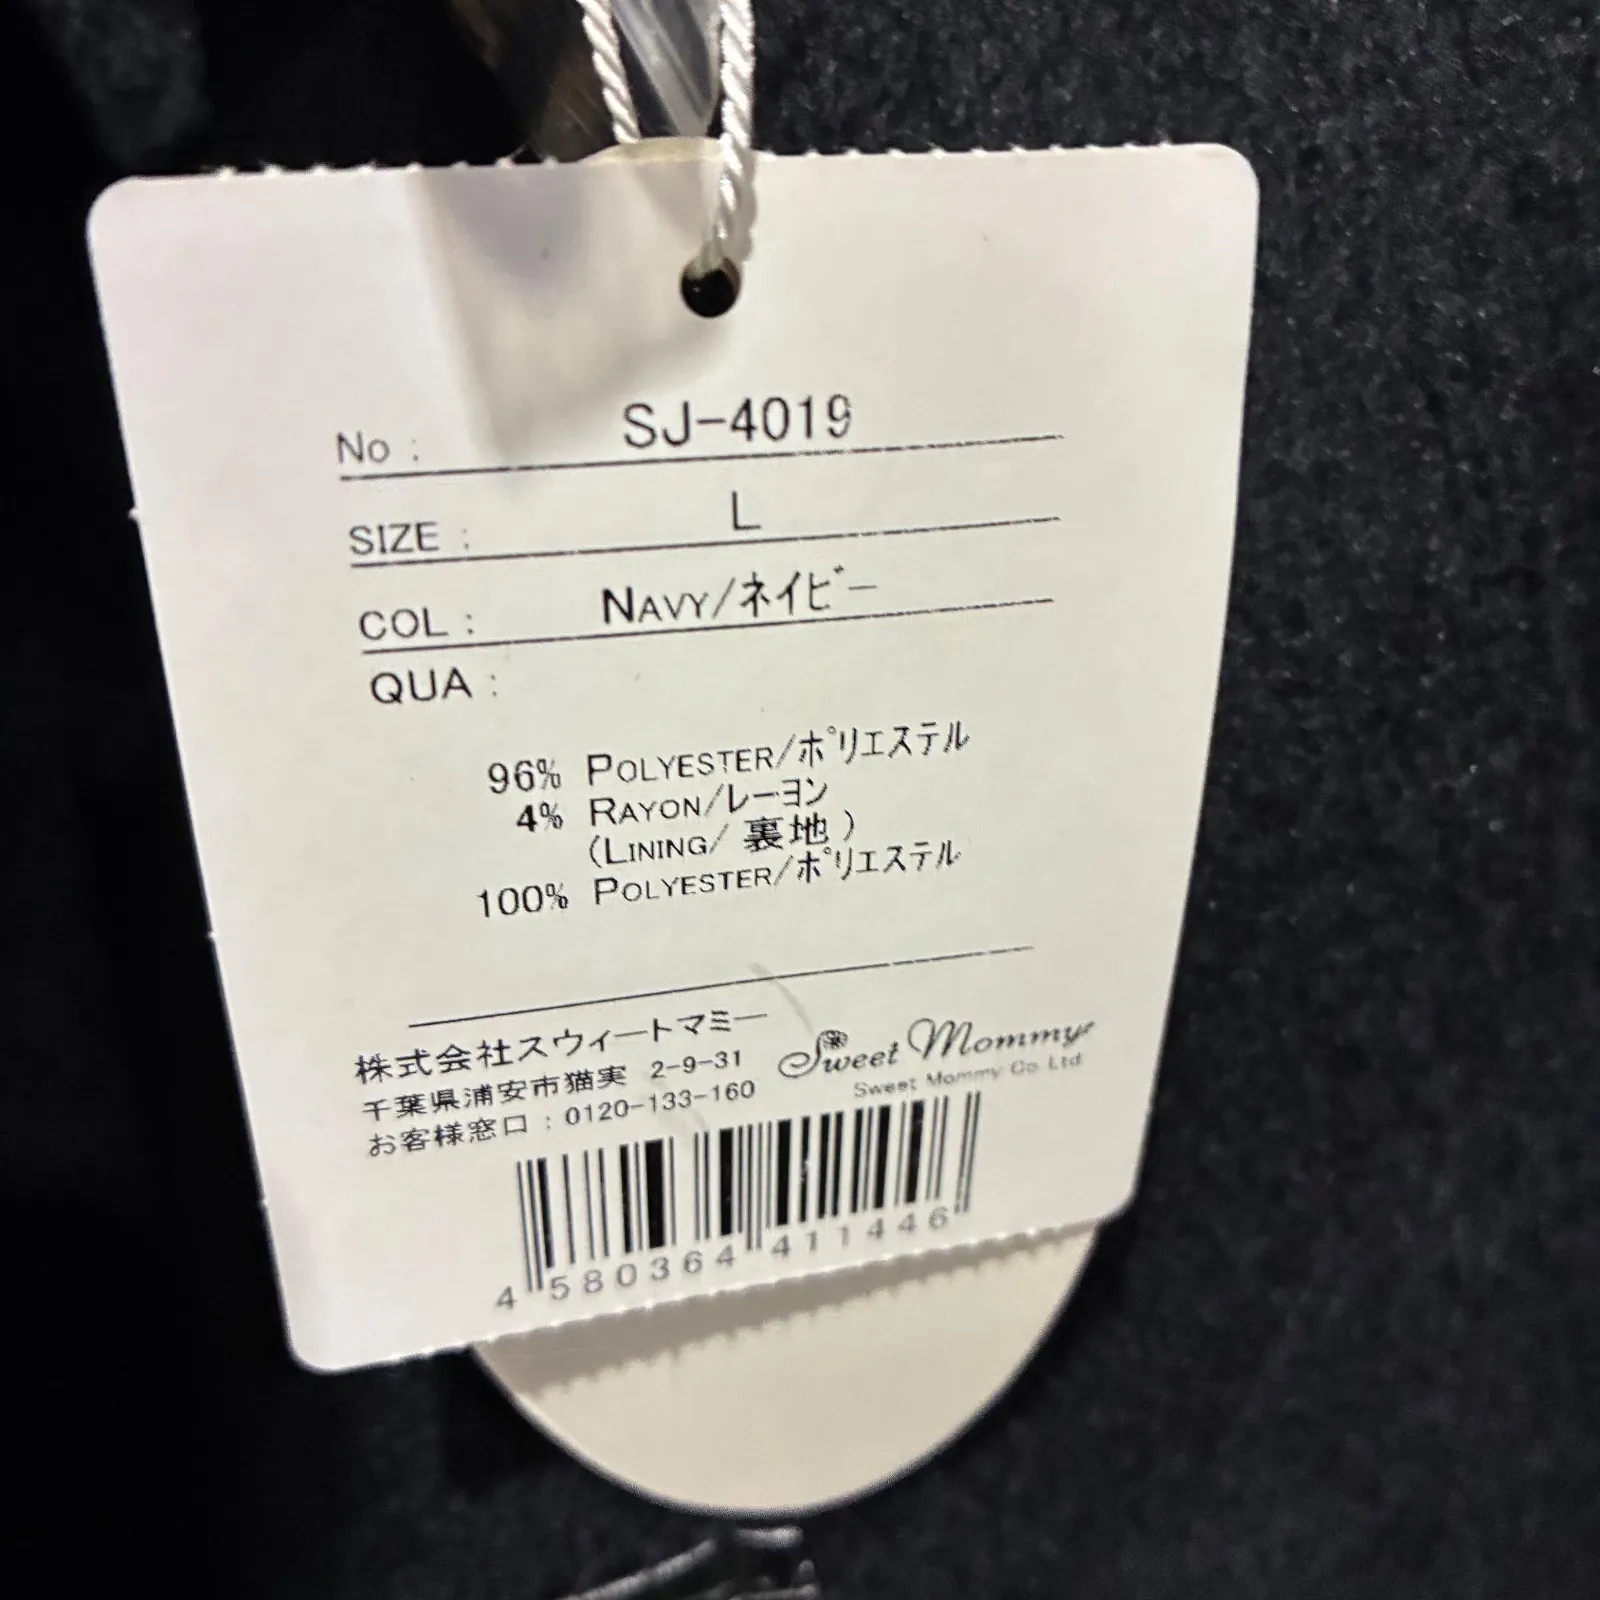 No : SJ-4019
SIZE : L
COL : NAVY/ネイビー
QUA :
96% POLYESTER/ポリエステル
4% RAYON/レーヨン
(LINING/ 裏地 )
100% POLYESTER/ポリエステル
株式会社スウィートマミー
千葉県浦安市猫実 2-9-31
お客様窓口 : 0120-133-160
Sweet Mommy
Sweet Mommy Co. Ltd
4 580364 411446